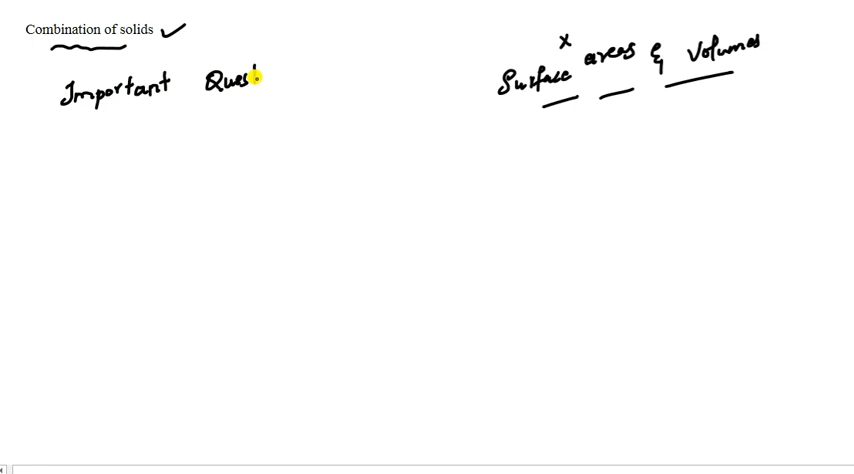 Combination of solids
Important Ques
X
Surface areas & Volumes